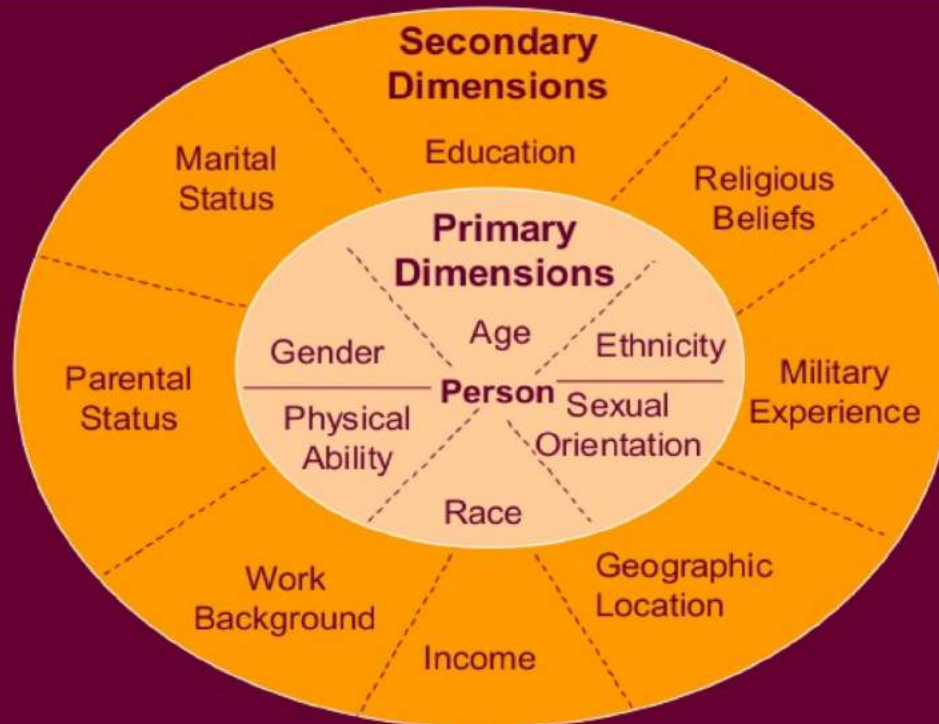 Secondary
Dimensions
Education
Marital
Status
Religious
Beliefs
Primary
Dimensions
Age
Gender
Ethnicity
Person
Parental
Status
Military
Experience
Physical
Ability
Sexual
Orientation
Race
Work
Background
Geographic
Location
Income